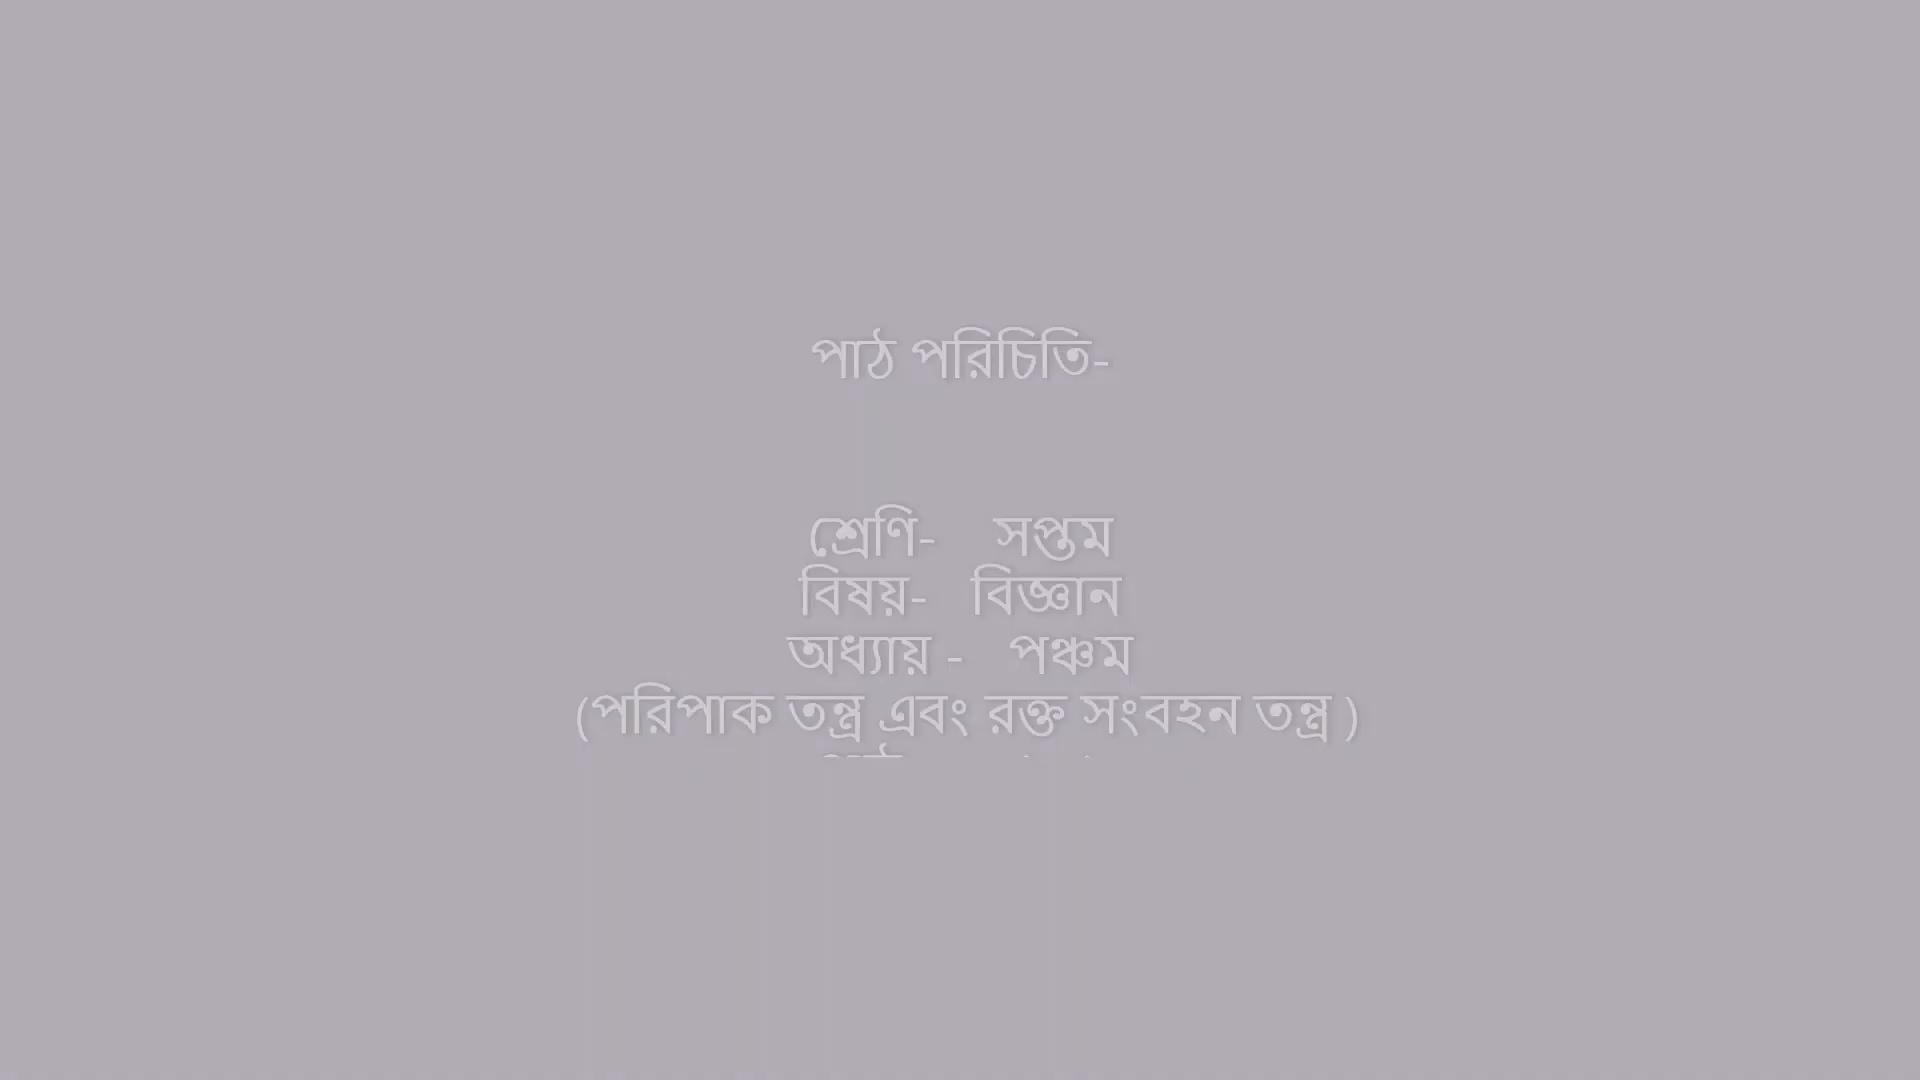 পাঠ পরিচিতি-
শ্রেণি- সপ্তম
বিষয়- বিজ্ঞান
অধ্যায় - পঞ্চম
(পরিপাক তন্ত্র এবং রক্ত সংবহন তন্ত্র )